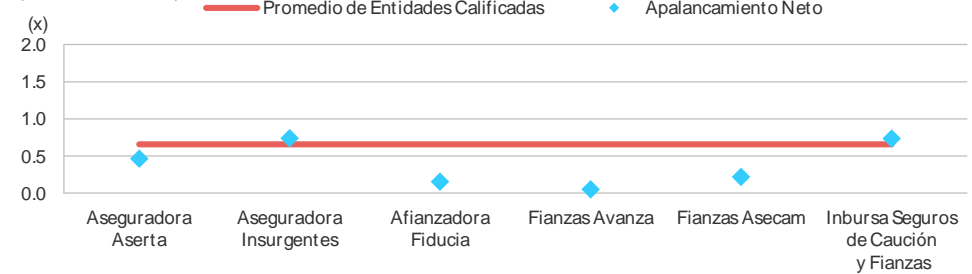 Promedio de Entidades Calificadas
Apalancamiento Neto
(x)
2.0
1.5
1.0
0.5
0.0
Aseguradora
Aserta
Aseguradora
Insurgentes
Afianzadora
Fiducia
Fianzas Avanza
Fianzas Asecam
Inbursa Seguros
de Caución
y Fianzas